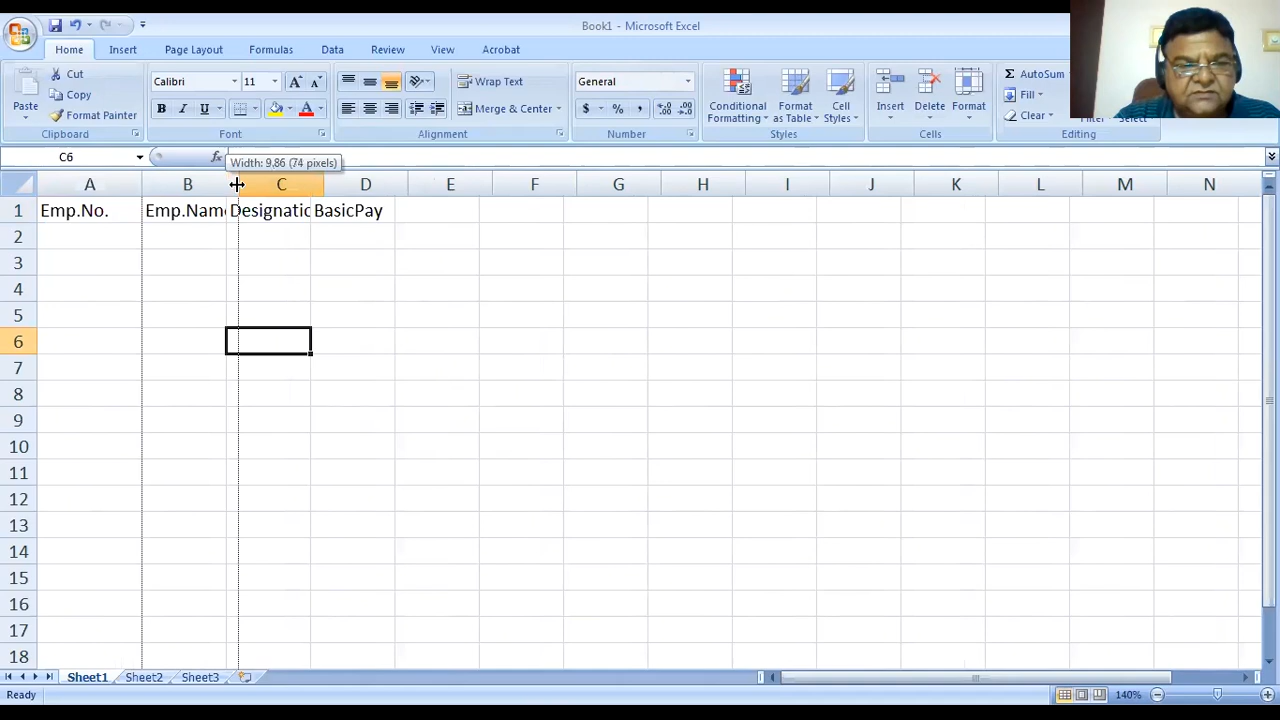 Book1 - Microsoft Excel
Home Insert Page Layout Formulas Data Review View Acrobat
Paste
Cut
Copy
Format Painter
Clipboard
Calibri 11
B I U A
Font
Wrap Text
Merge & Center
Alignment
General
$ % ,
Number
Conditional Formatting
Format as Table
Cell Styles
Styles
Insert Delete Format
Cells
Σ AutoSum
Fill
Clear
Select
Editing
C6 fx
Width: 9,86 (74 pixels)
A B C D E F G H I J K L M N
1 Emp.No. Emp.Name Designatio BasicPay
2
3
4
5
6
7
8
9
10
11
12
13
14
15
16
17
18
Sheet1 Sheet2 Sheet3
Ready 140%